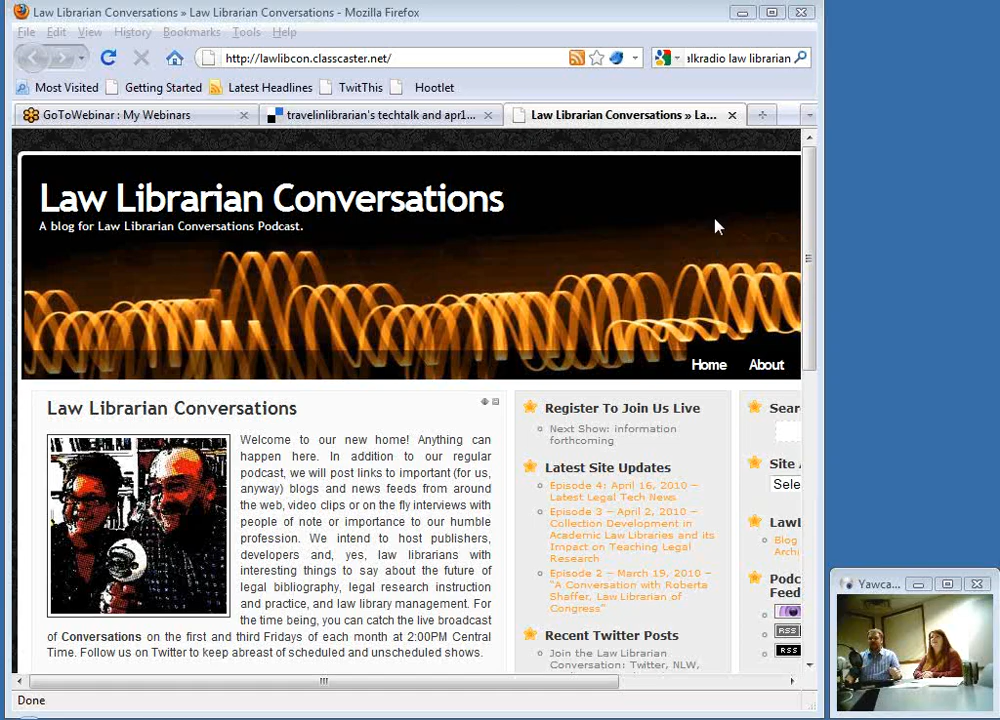 Law Librarian Conversations » Law Librarian Conversations - Mozilla Firefox
File Edit View History Bookmarks Tools Help
http://lawlibcon.classcaster.net/
alkradio law librarian
Most Visited Getting Started Latest Headlines TwitThis Hootlet
GoToWebinar : My Webinars
travelinlibrarian's techtalk and apr1...
Law Librarian Conversations » La...
Law Librarian Conversations
A blog for Law Librarian Conversations Podcast.
Home About
Law Librarian Conversations
Welcome to our new home! Anything can
happen here. In addition to our regular
podcast, we will post links to important (for us,
anyway) blogs and news feeds from around
the web, video clips or on the fly interviews with
people of note or importance to our humble
profession. We intend to host publishers,
developers and, yes, law librarians with
interesting things to say about the future of
legal bibliography, legal research instruction
and practice, and law library management. For
the time being, you can catch the live broadcast
of Conversations on the first and third Fridays of each month at 2:00PM Central
Time. Follow us on Twitter to keep abreast of scheduled and unscheduled shows.
Register To Join Us Live
Next Show: information
forthcoming
Latest Site Updates
Episode 4: April 16, 2010 –
Latest Legal Tech News
Episode 3 – April 2, 2010 –
Collection Development in
Academic Law Libraries and its
Impact on Teaching Legal
Research
Episode 2 – March 19, 2010 –
"A Conversation with Roberta
Shaffer, Law Librarian of
Congress"
Recent Twitter Posts
Join the Law Librarian
Conversation: Twitter, NLW,
Sear
Site
Sele
LawL
Blog
Archi
Podc
Feed
RSS
RSS
Done
Yawca...